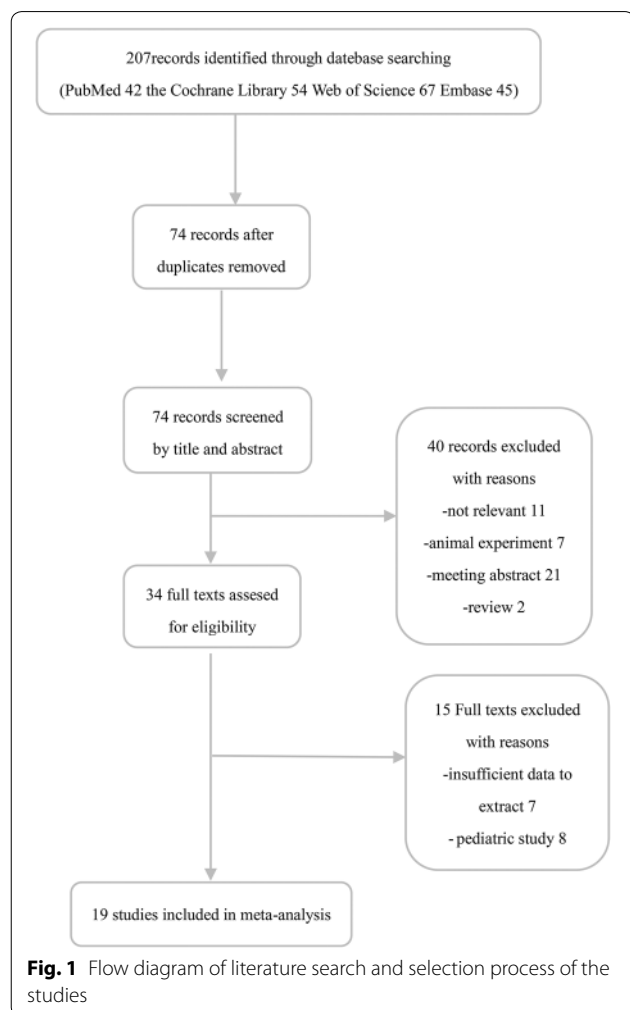 207records identified through datebase searching
(PubMed 42 the Cochrane Library 54 Web of Science 67 Embase 45)
74 records after
duplicates removed
74 records screened
by title and abstract
40 records excluded
with reasons
-not relevant 11
-animal experiment 7
-meeting abstract 21
-review 2
34 full texts assesed
for eligibility
15 Full texts excluded
with reasons
-insufficient data to
extract 7
-pediatric study 8
19 studies included in meta-analysis
Fig. 1 Flow diagram of literature search and selection process of the
studies